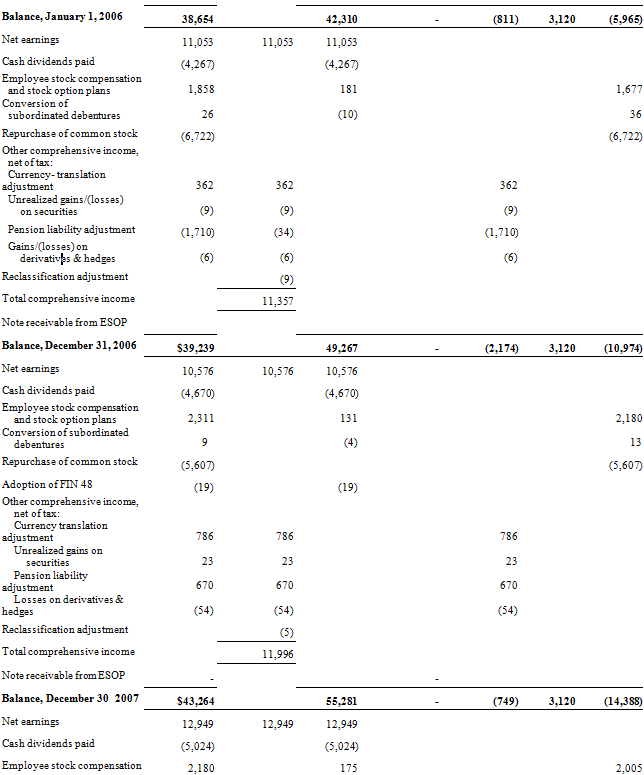 Balance, January 1, 2006 38,654 42,310 - (811) 3,120 (5,965)
Net earnings 11,053 11,053 11,053
Cash dividends paid (4,267) (4,267)
Employee stock compensation
and stock option plans 1,858 181 1,677
Conversion of
subordinated debentures 26 (10) 36
Repurchase of common stock (6,722) (6,722)
Other comprehensive income,
net of tax:
Currency- translation
adjustment 362 362 362
Unrealized gains/(losses)
on securities (9) (9) (9)
Pension liability adjustment (1,710) (34) (1,710)
Gains/(losses) on
derivatives & hedges (6) (6) (6)
Reclassification adjustment (9)
Total comprehensive income 11,357
Note receivable from ESOP
Balance, December 31, 2006 $39,239 49,267 - (2,174) 3,120 (10,974)
Net earnings 10,576 10,576 10,576
Cash dividends paid (4,670) (4,670)
Employee stock compensation
and stock option plans 2,311 131 2,180
Conversion of subordinated
debentures 9 (4) 13
Repurchase of common stock (5,607) (5,607)
Adoption of FIN 48 (19) (19)
Other comprehensive income,
net of tax:
Currency translation
adjustment 786 786 786
Unrealized gains on
securities 23 23 23
Pension liability
adjustment 670 670 670
Losses on derivatives &
hedges (54) (54) (54)
Reclassification adjustment (5)
Total comprehensive income 11,996
Note receivable from ESOP - -
Balance, December 30 2007 $43,264 55,281 - (749) 3,120 (14,388)
Net earnings 12,949 12,949 12,949
Cash dividends paid (5,024) (5,024)
Employee stock compensation 2,180 175 2,005